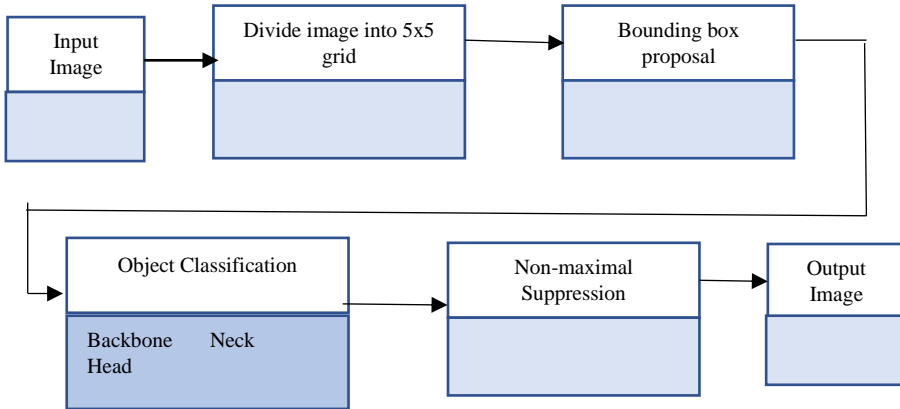 Input
Image
Divide image into 5x5
grid
Bounding box
proposal
Object Classification
Backbone Neck
Head
Non-maximal
Suppression
Output
Image